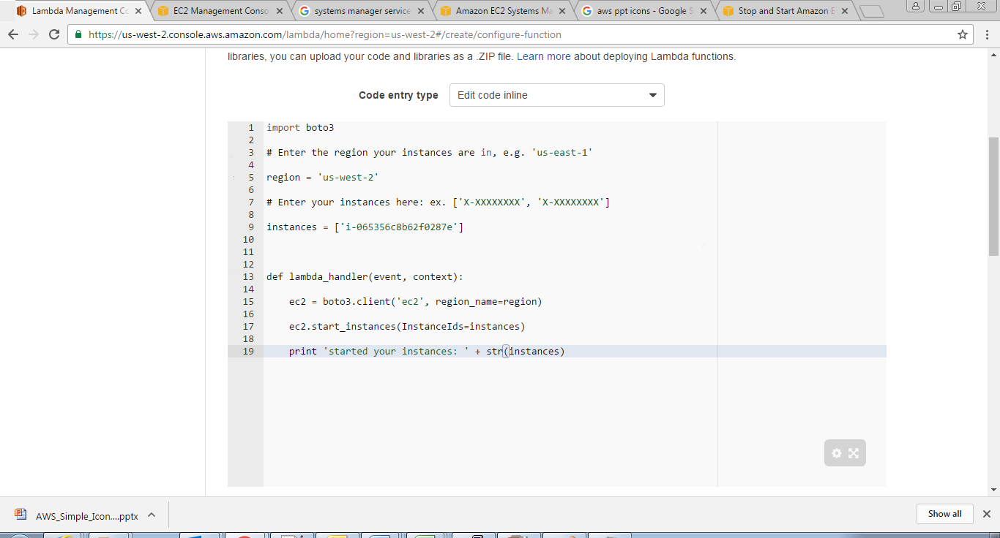 Lambda Management Co
EC2 Management Conso
systems manager service
Amazon EC2 Systems Ma
aws ppt icons - Google S
Stop and Start Amazon E
https://us-west-2.console.aws.amazon.com/lambda/home?region=us-west-2#/create/configure-function
libraries, you can upload your code and libraries as a .ZIP file. Learn more about deploying Lambda functions.
Code entry type
Edit code inline
1 import boto3
2
3 # Enter the region your instances are in, e.g. 'us-east-1'
4
5 region = 'us-west-2'
6
7 # Enter your instances here: ex. ['X-XXXXXXXX', 'X-XXXXXXXX']
8
9 instances = ['i-065356c8b62f0287e']
10
11
12
13 def lambda_handler(event, context):
14
15 ec2 = boto3.client('ec2', region_name=region)
16
17 ec2.start_instances(InstanceIds=instances)
18
19 print 'started your instances: ' + str(instances)
AWS_Simple_Icon....pptx
Show all